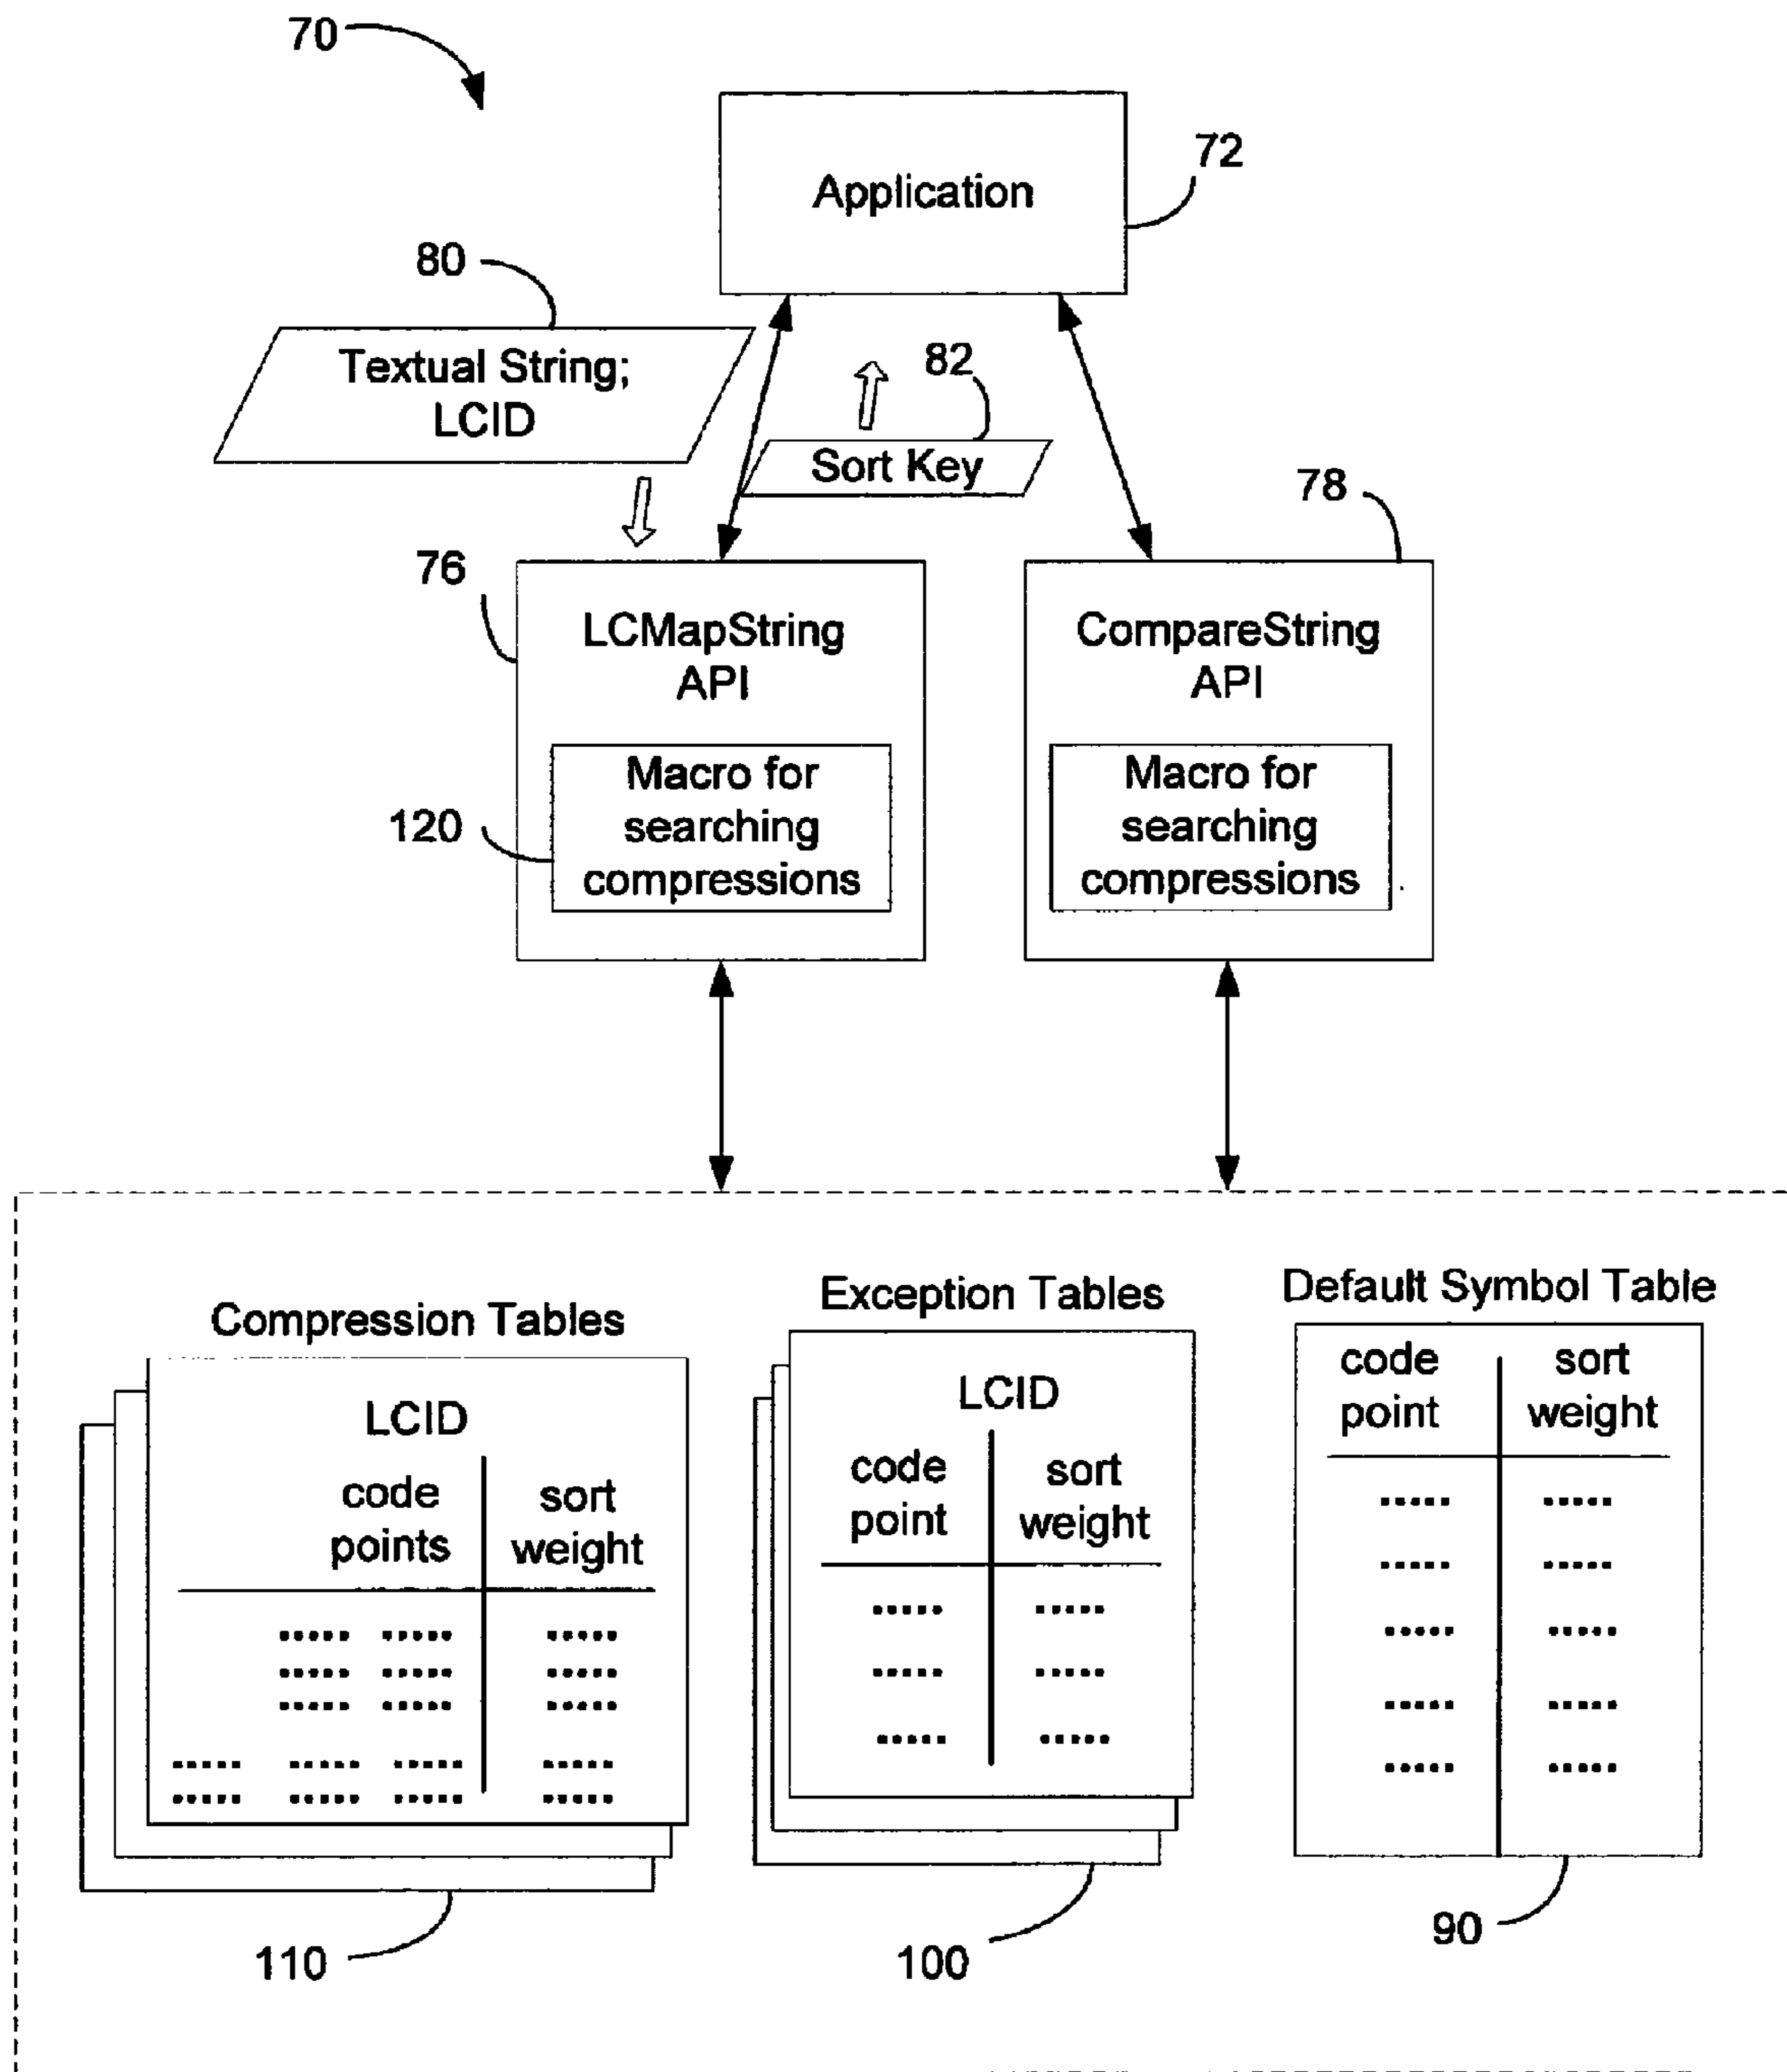 70
Application
72
80
Textual String;
LCID
82
Sort Key
76
78
LCMapString
API
CompareString
API
120
Macro for
searching
compressions
Macro for
searching
compressions
Compression Tables
Exception Tables
Default Symbol Table
LCID
code
points
sort
weight
LCID
code
point
sort
weight
code
point
sort
weight
110
100
90